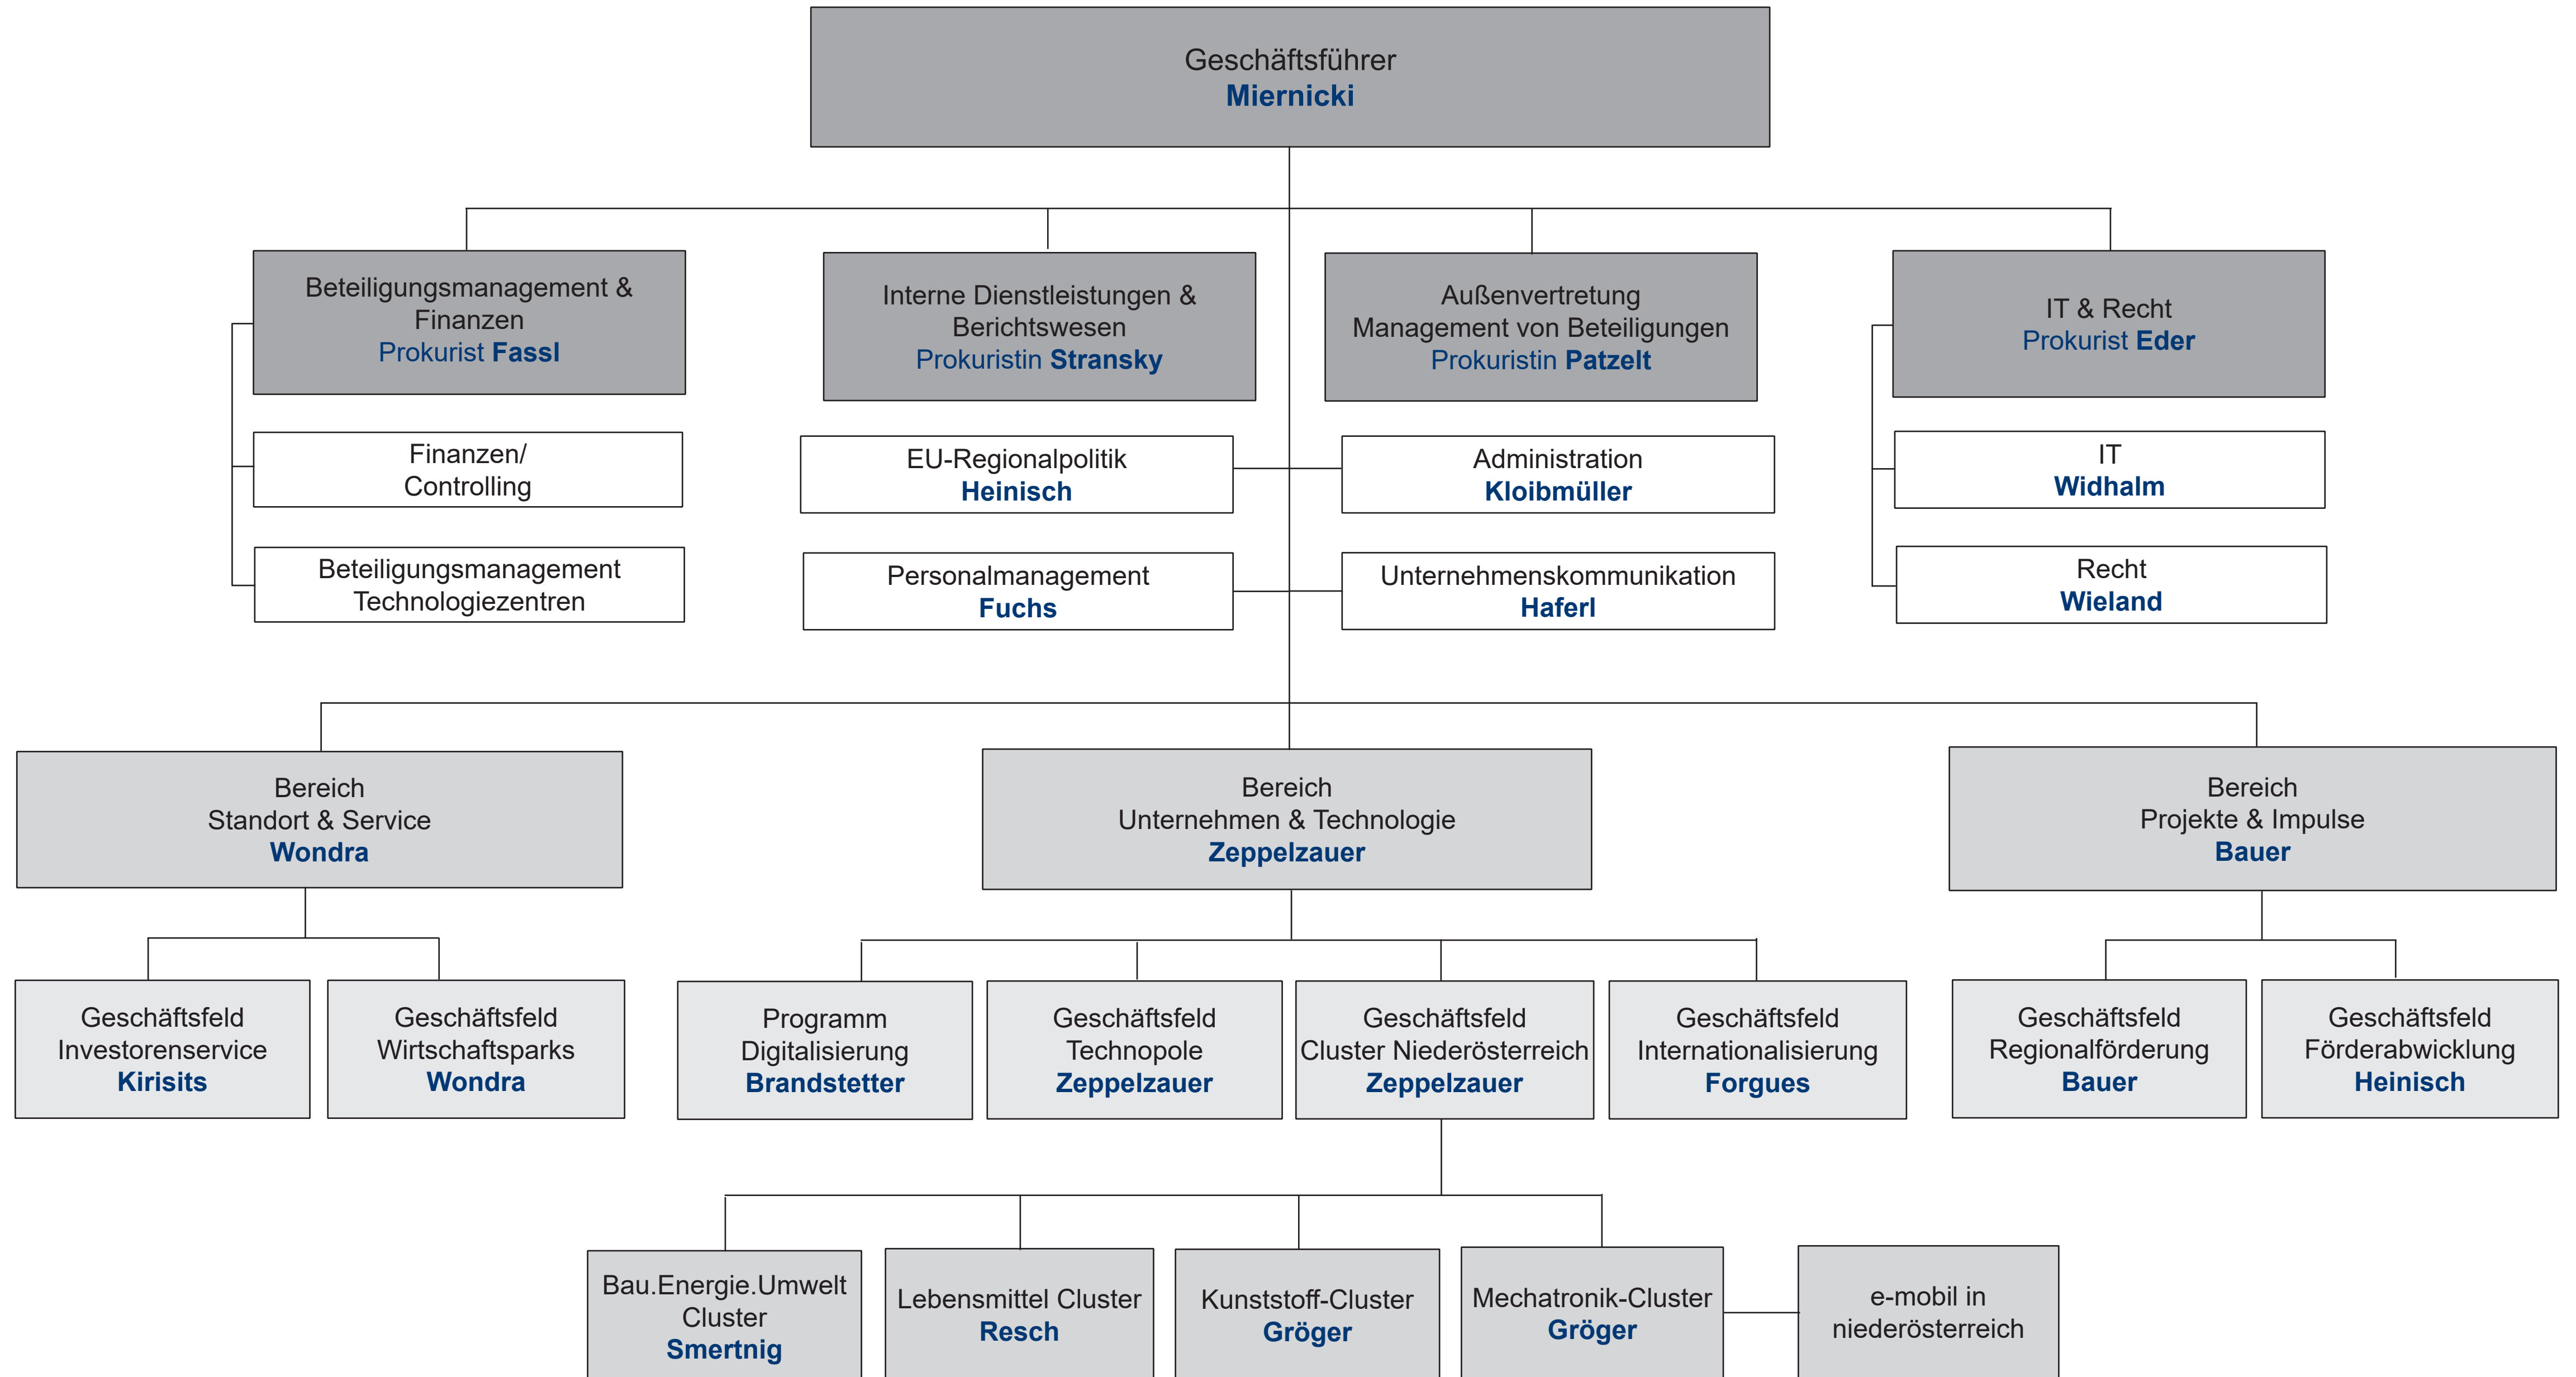 Geschäftsführer
Miernicki
Beteiligungsmanagement &
Finanzen
Prokurist Fassl
Interne Dienstleistungen &
Berichtswesen
Prokuristin Stransky
Außenvertretung
Management von Beteiligungen
Prokuristin Patzelt
IT & Recht
Prokurist Eder
Finanzen/
Controlling
EU-Regionalpolitik
Heinisch
Administration
Kloibmüller
IT
Widhalm
Beteiligungsmanagement
Technologiezentren
Personalmanagement
Fuchs
Unternehmenskommunikation
Haferl
Recht
Wieland
Bereich
Standort & Service
Wondra
Bereich
Unternehmen & Technologie
Zeppelzauer
Bereich
Projekte & Impulse
Bauer
Geschäftsfeld
Investorenservice
Kirisits
Geschäftsfeld
Wirtschaftsparks
Wondra
Programm
Digitalisierung
Brandstetter
Geschäftsfeld
Technopole
Zeppelzauer
Geschäftsfeld
Cluster Niederösterreich
Zeppelzauer
Geschäftsfeld
Internationalisierung
Forgues
Geschäftsfeld
Regionalförderung
Bauer
Geschäftsfeld
Förderabwicklung
Heinisch
Bau.Energie.Umwelt
Cluster
Smertnig
Lebensmittel Cluster
Resch
Kunststoff-Cluster
Gröger
Mechatronik-Cluster
Gröger
e-mobil in
niederösterreich